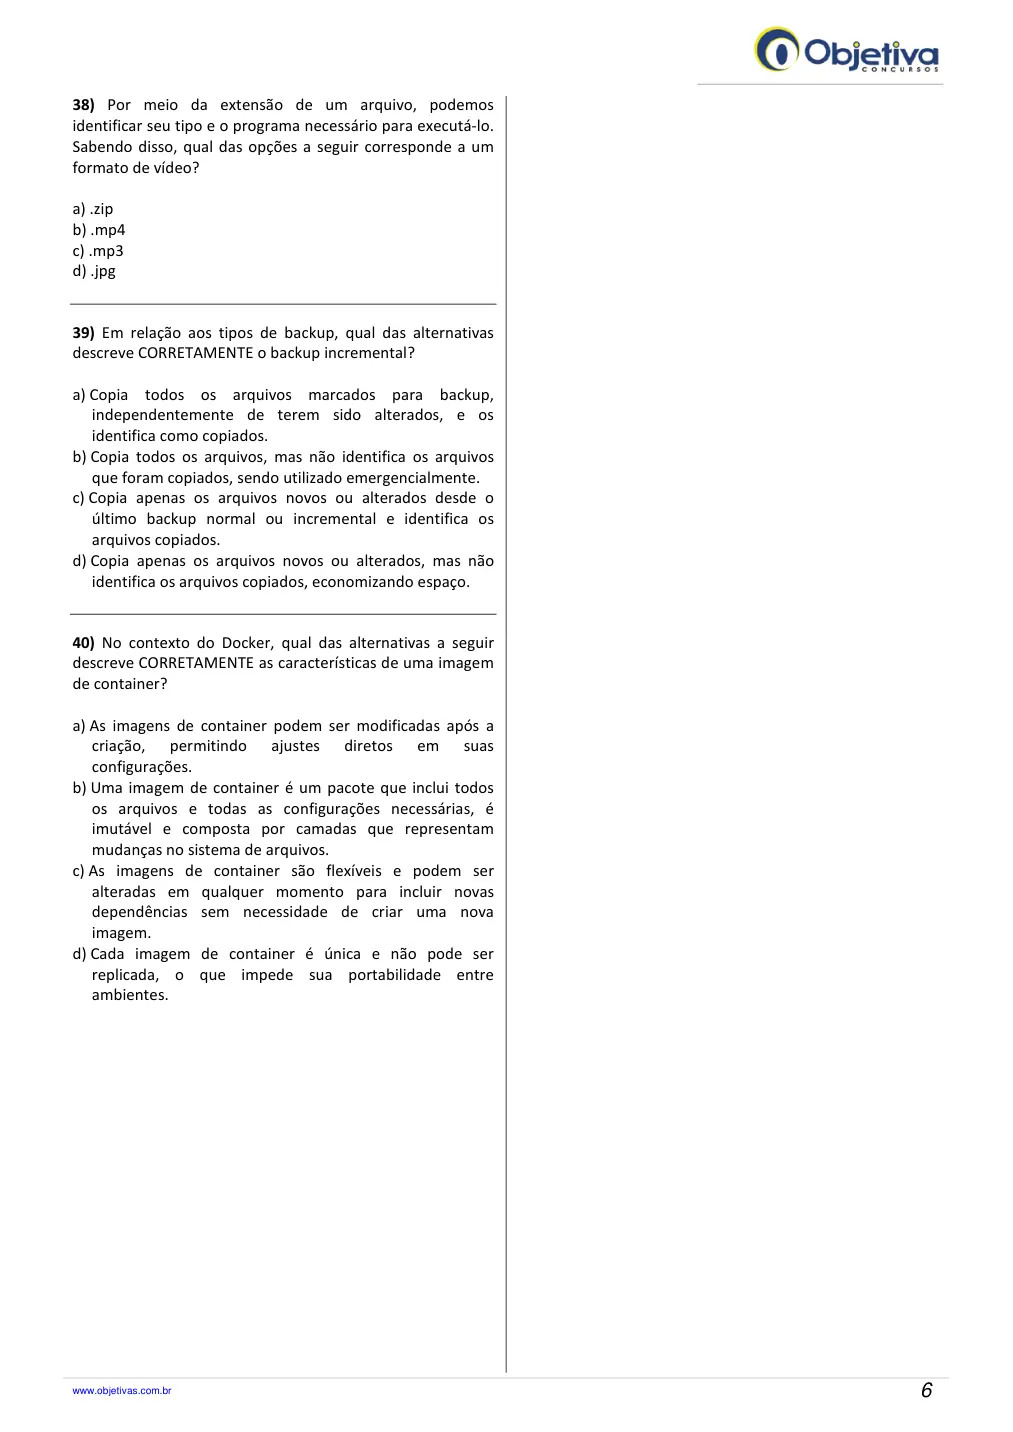 Objetiva
CONCURSOS
38) Por meio da extensão de um arquivo, podemos
identificar seu tipo e o programa necessário para executá-lo.
Sabendo disso, qual das opções a seguir corresponde a um
formato de vídeo?
a) .zip
b) .mp4
c) .mp3
d) .jpg
39) Em relação aos tipos de backup, qual das alternativas
descreve CORRETAMENTE o backup incremental?
a) Copia todos os arquivos marcados para backup,
independentemente de terem sido alterados, e os
identifica como copiados.
b) Copia todos os arquivos, mas não identifica os arquivos
que foram copiados, sendo utilizado emergencialmente.
c) Copia apenas os arquivos novos ou alterados desde o
último backup normal ou incremental e identifica os
arquivos copiados.
d) Copia apenas os arquivos novos ou alterados, mas não
identifica os arquivos copiados, economizando espaço.
40) No contexto do Docker, qual das alternativas a seguir
descreve CORRETAMENTE as características de uma imagem
de container?
a) As imagens de container podem ser modificadas após a
criação, permitindo ajustes diretos em suas
configurações.
b) Uma imagem de container é um pacote que inclui todos
os arquivos e todas as configurações necessárias, é
imutável e composta por camadas que representam
mudanças no sistema de arquivos.
c) As imagens de container são flexíveis e podem ser
alteradas em qualquer momento para incluir novas
dependências sem necessidade de criar uma nova
imagem.
d) Cada imagem de container é única e não pode ser
replicada, o que impede sua portabilidade entre
ambientes.
www.objetivas.com.br
6